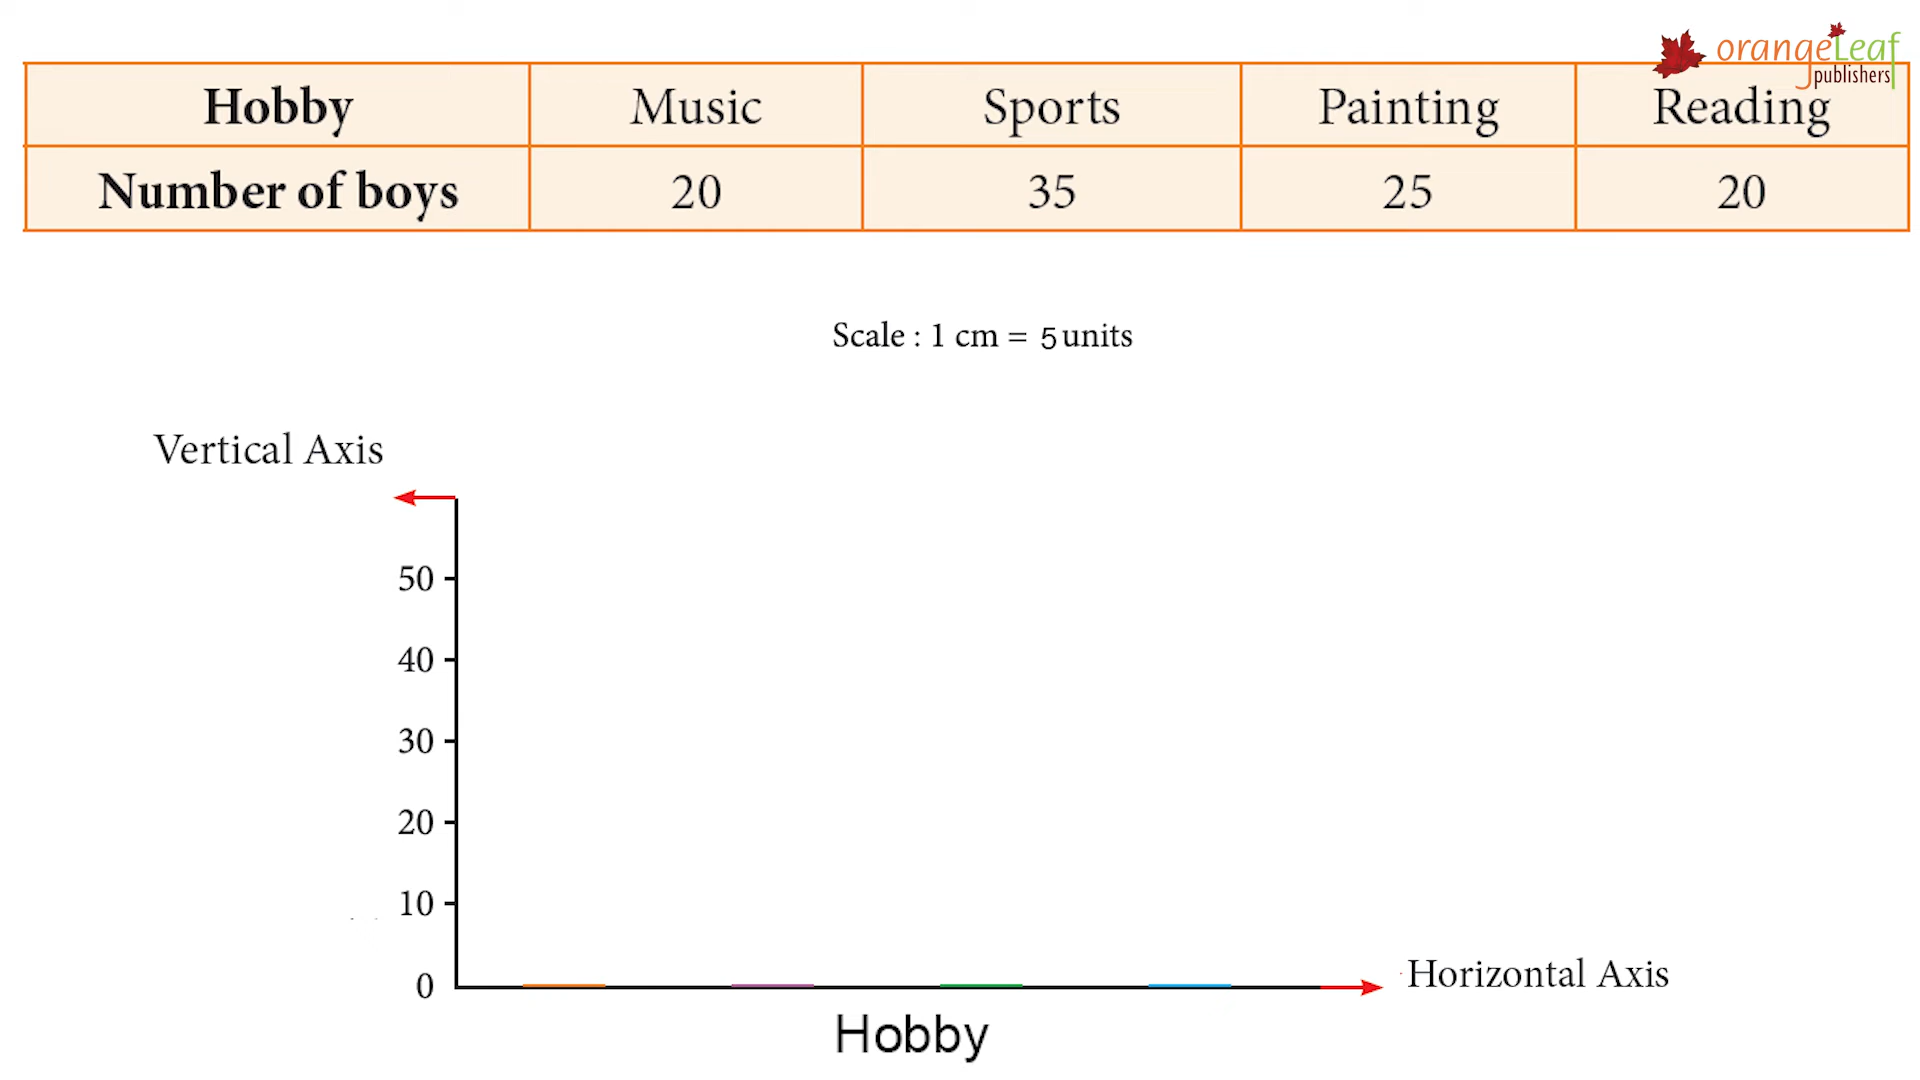 orangeLeaf
publishers
Hobby Music Sports Painting Reading
Number of boys 20 35 25 20
Scale : 1 cm = 5 units
Vertical Axis
50
40
30
20
10
0
Horizontal Axis
Hobby